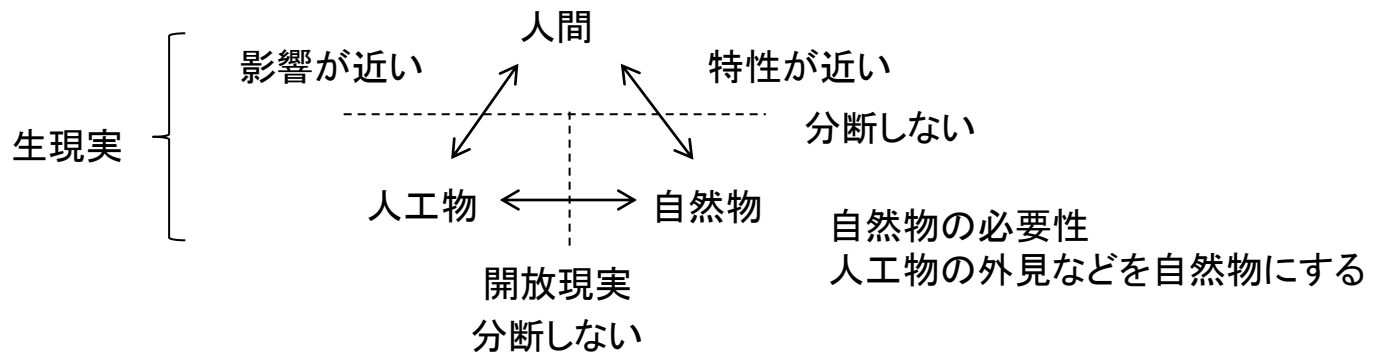 人間
影響が近い
特性が近い
分断しない
生現実
人工物
自然物
自然物の必要性
人工物の外見などを自然物にする
開放現実
分断しない